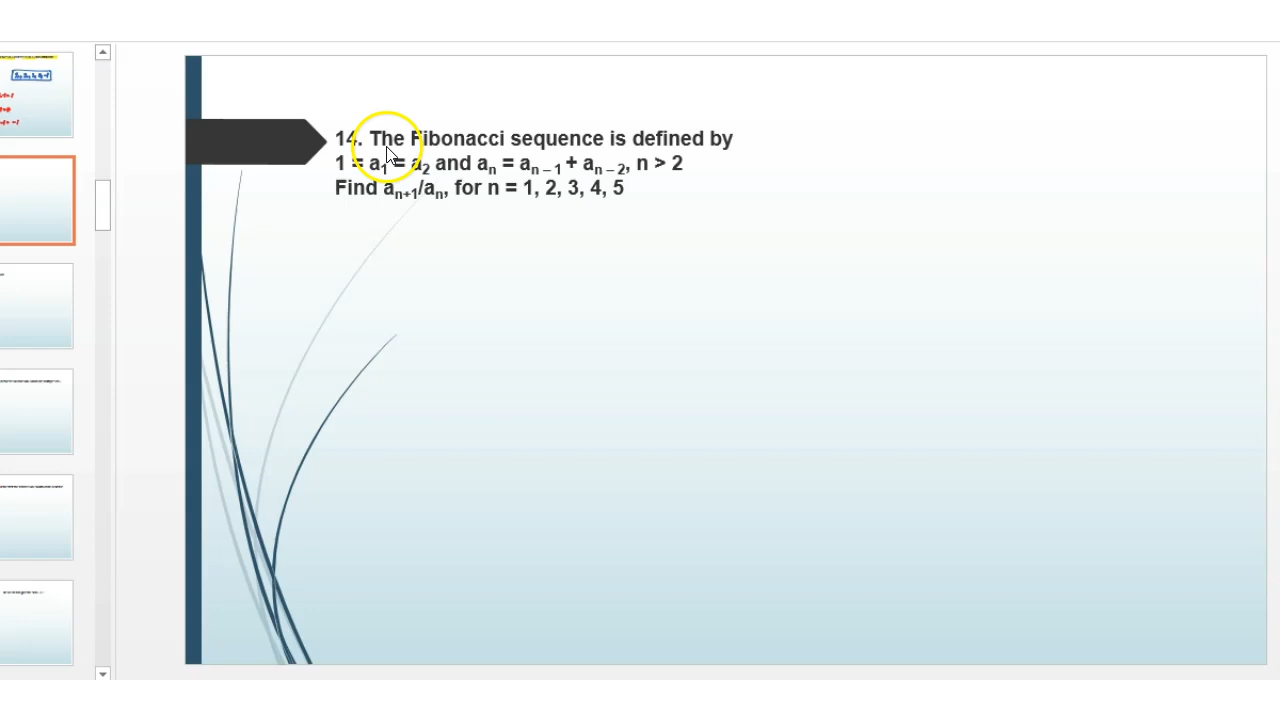 14. The Fibonacci sequence is defined by
1 = a₁ = a₂ and aₙ = aₙ₋₁ + aₙ₋₂, n > 2
Find aₙ₊₁/aₙ, for n = 1, 2, 3, 4, 5